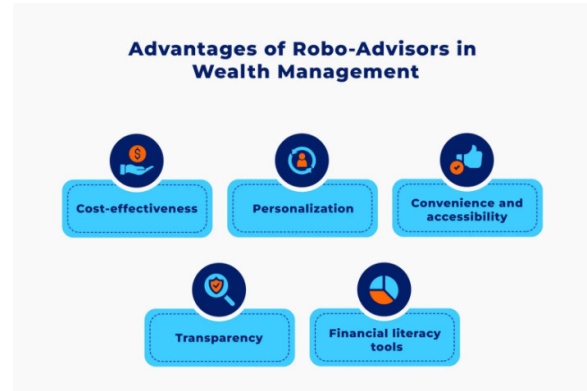 Advantages of Robo-Advisors in
Wealth Management
Cost-effectiveness
Personalization
Convenience and
accessibility
Transparency
Financial literacy
tools